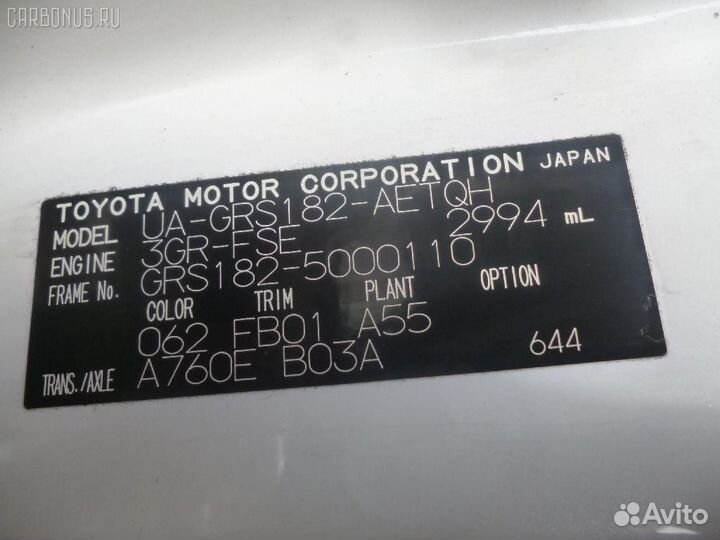 CARBONUS.RU
TOYOTA MOTOR CORPORATION JAPAN
MODEL UA-GRS182-AETQH
ENGINE 3GR-FSE 2994 mL
FRAME No. GRS182-5000110
COLOR TRIM PLANT OPTION
062 FB01 A55
TRANS./AXLE A760E B03A 644
Avito